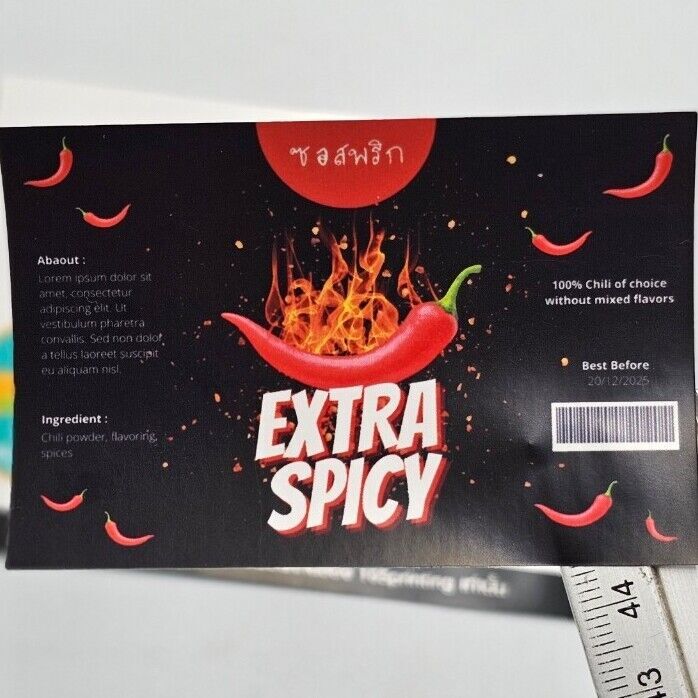 ซอสพริก
Abaout :
Lorem ipsum dolor sit
amet, consectetur
adipiscing elit. Ut
vestibulum pharetra
convallis. Sed non dolor
a tellus laoreet suscipit
eu aliquam nisl.
Ingredient :
Chili powder, flavoring,
spices
EXTRA
SPICY
100% Chili of choice
without mixed flavors
Best Before
20/12/2025
44
43